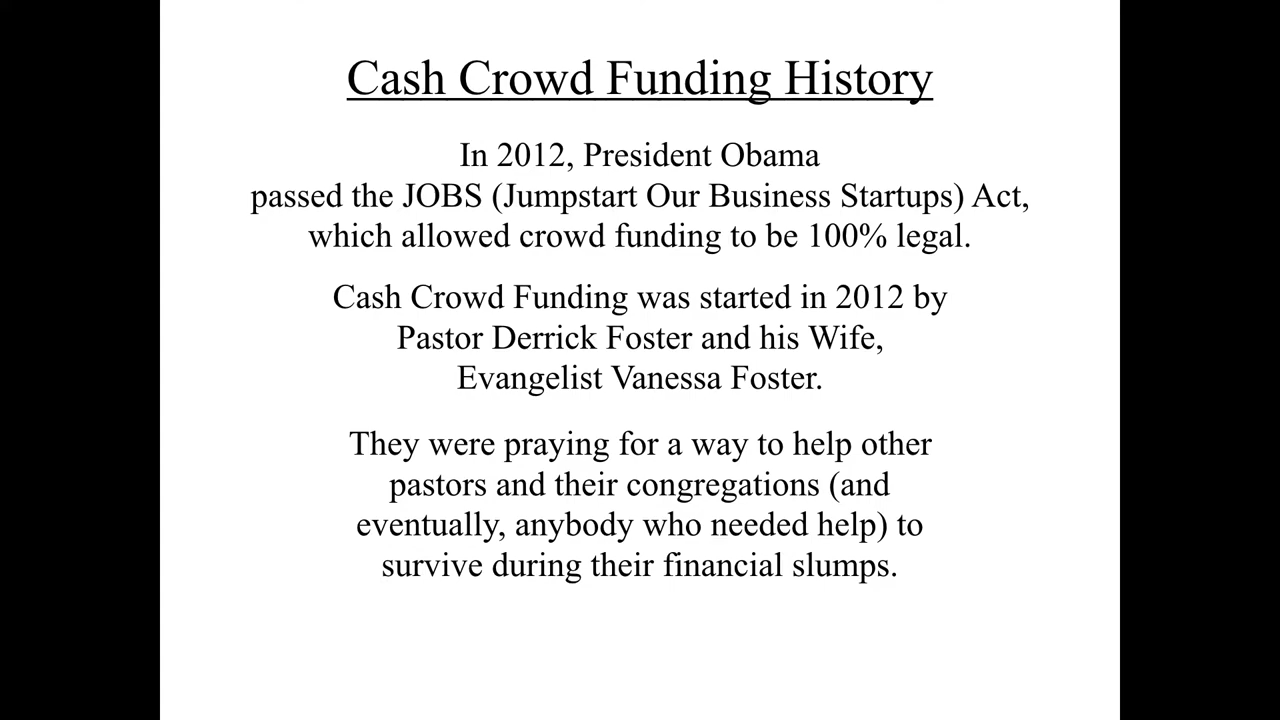 Cash Crowd Funding History
In 2012, President Obama
passed the JOBS (Jumpstart Our Business Startups) Act,
which allowed crowd funding to be 100% legal.
Cash Crowd Funding was started in 2012 by
Pastor Derrick Foster and his Wife,
Evangelist Vanessa Foster.
They were praying for a way to help other
pastors and their congregations (and
eventually, anybody who needed help) to
survive during their financial slumps.